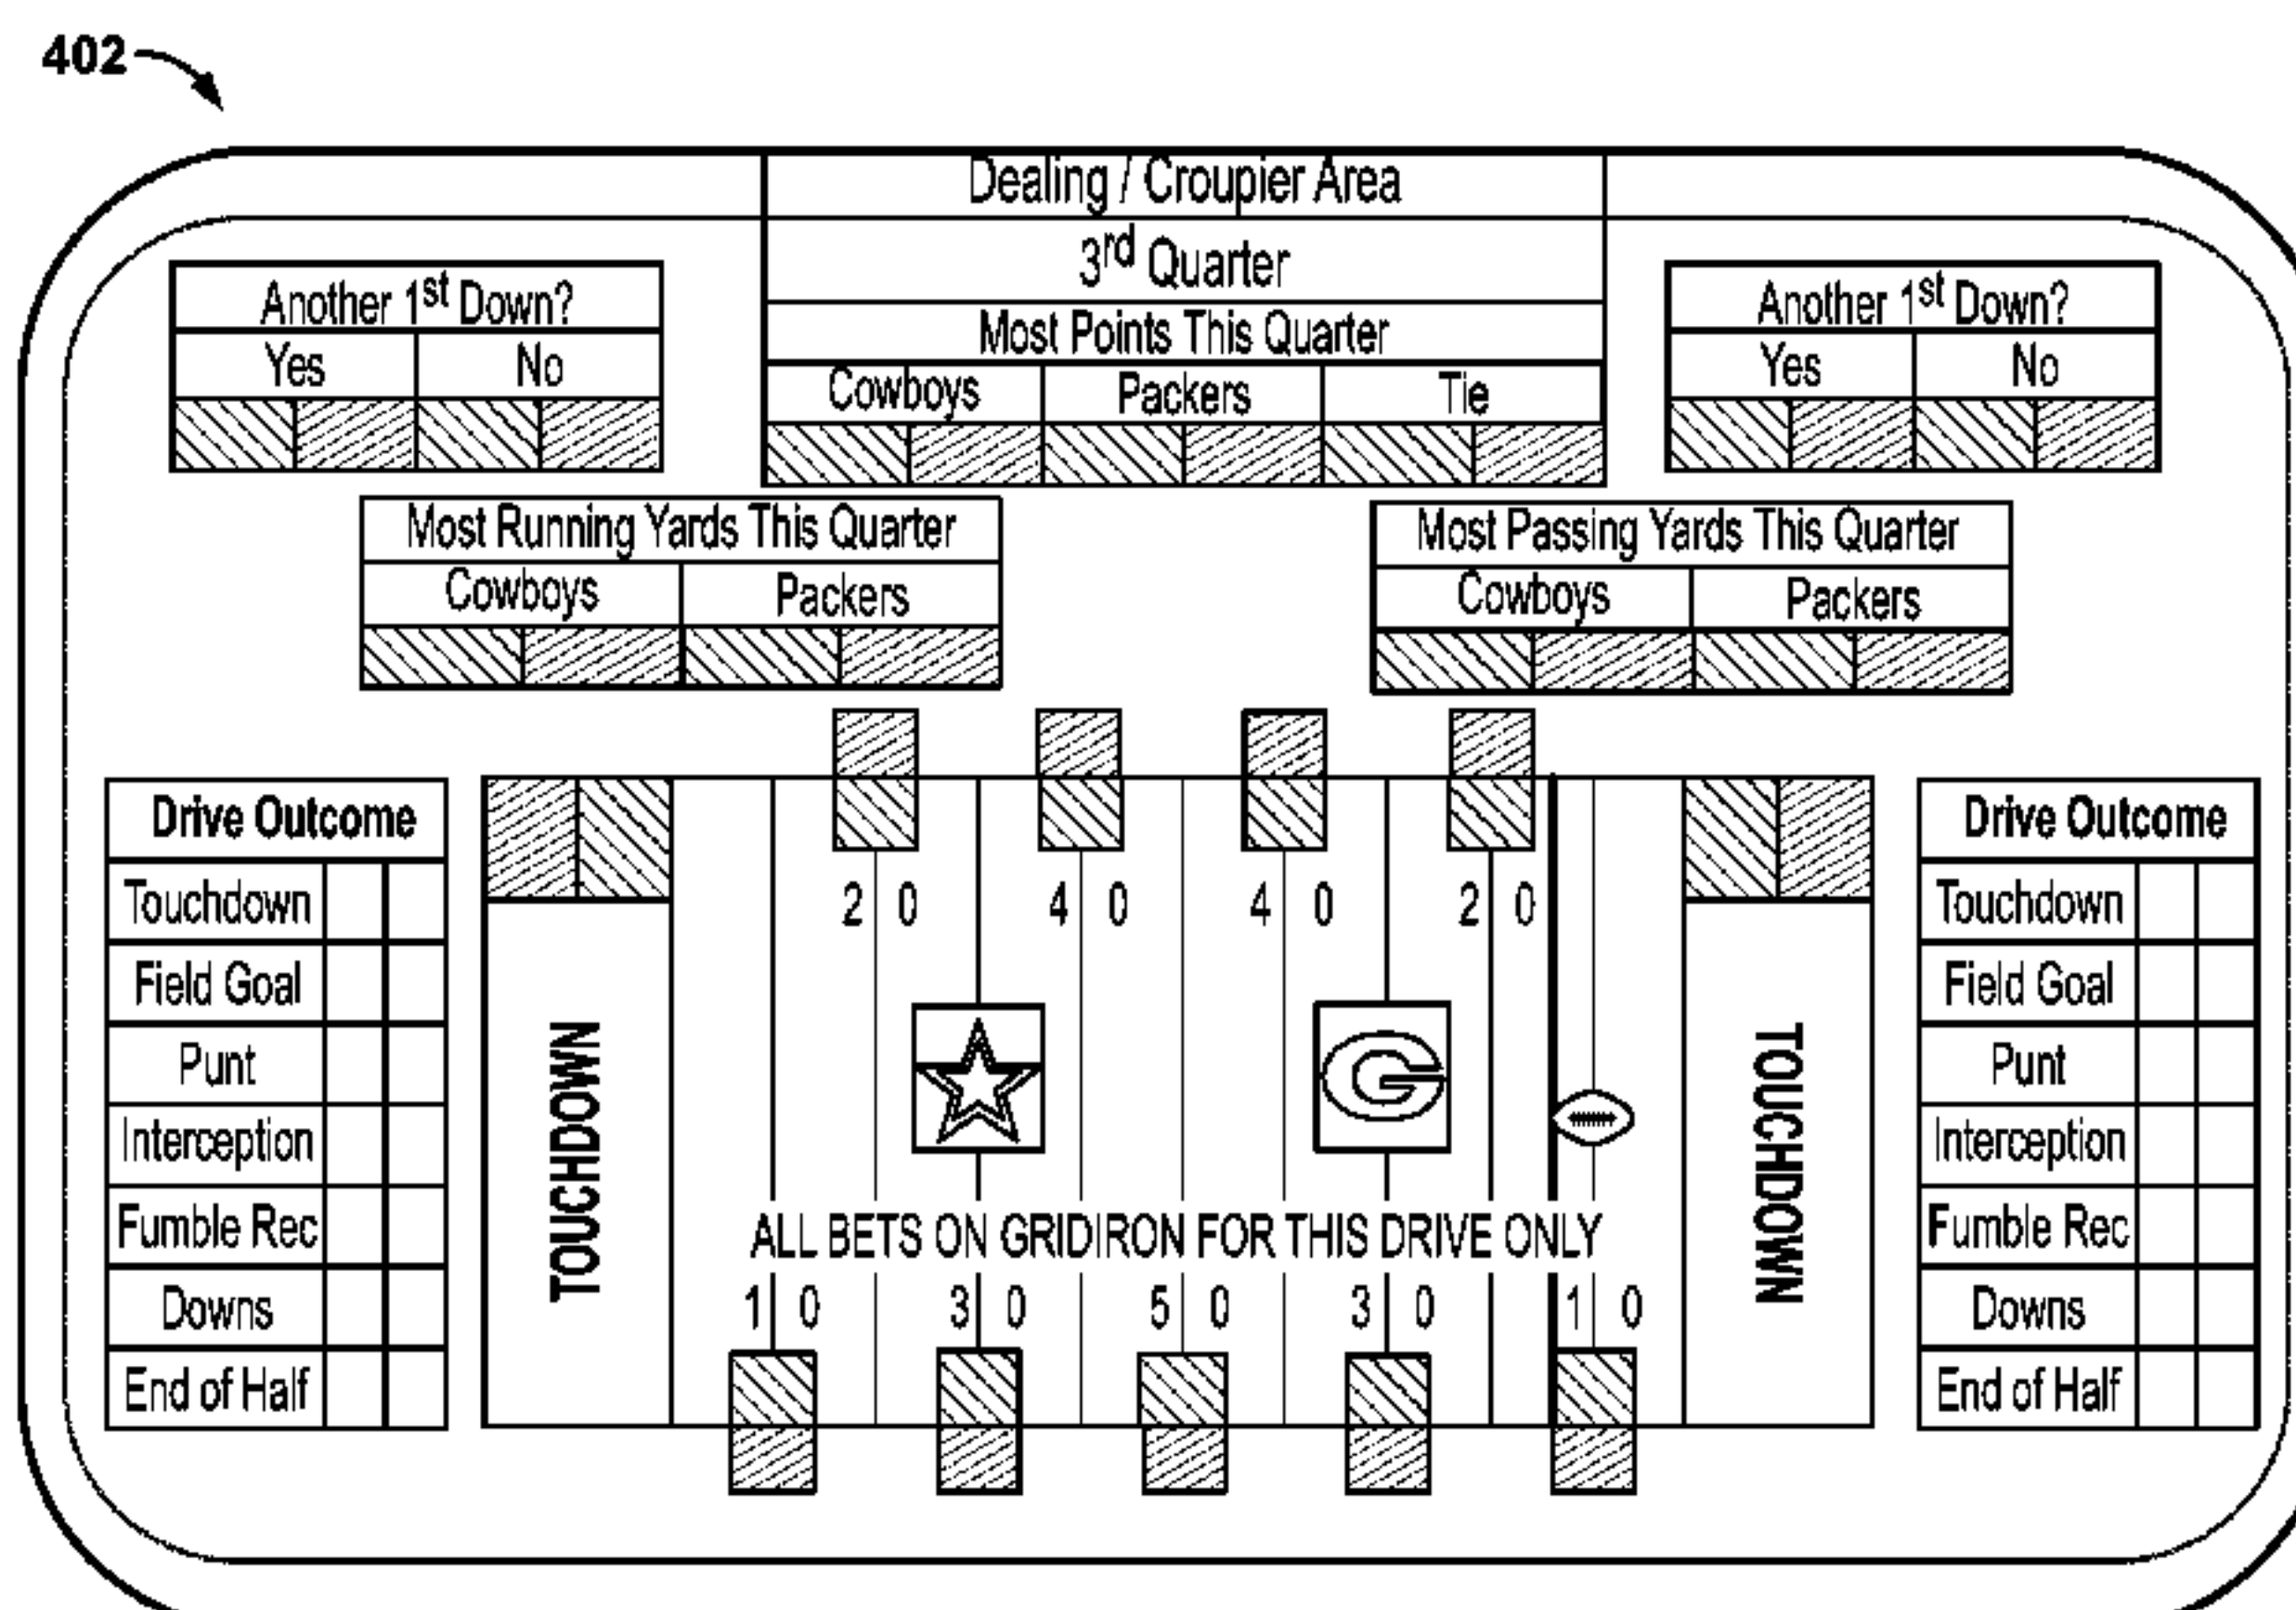 402
Dealing / Croupier Area
3rd Quarter
Another 1st Down?
Yes No
Most Points This Quarter
Cowboys Packers Tie
Another 1st Down?
Yes No
Most Running Yards This Quarter
Cowboys Packers
Most Passing Yards This Quarter
Cowboys Packers
Drive Outcome
Touchdown
Field Goal
Punt
Interception
Fumble Rec
Downs
End of Half
TOUCHDOWN
2 0 4 0 4 0 2 0
G
ALL BETS ON GRIDIRON FOR THIS DRIVE ONLY
1 0 3 0 5 0 3 0 1 0
TOUCHDOWN
Drive Outcome
Touchdown
Field Goal
Punt
Interception
Fumble Rec
Downs
End of Half